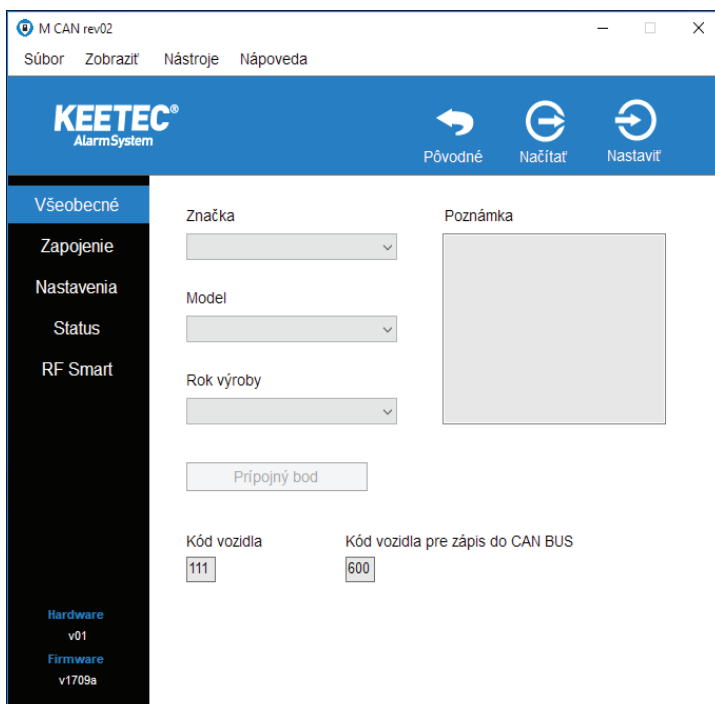 M CAN rev02
Súbor Zobraziť Nástroje Nápoveda
KEETEC®
Alarm System
Pôvodné Načítať Nastaviť
Všeobecné
Zapojenie
Nastavenia
Status
RF Smart
Hardware
v01
Firmware
v1709a
Značka
Poznámka
Model
Rok výroby
Prípojný bod
Kód vozidla
Kód vozidla pre zápis do CAN BUS
111
600